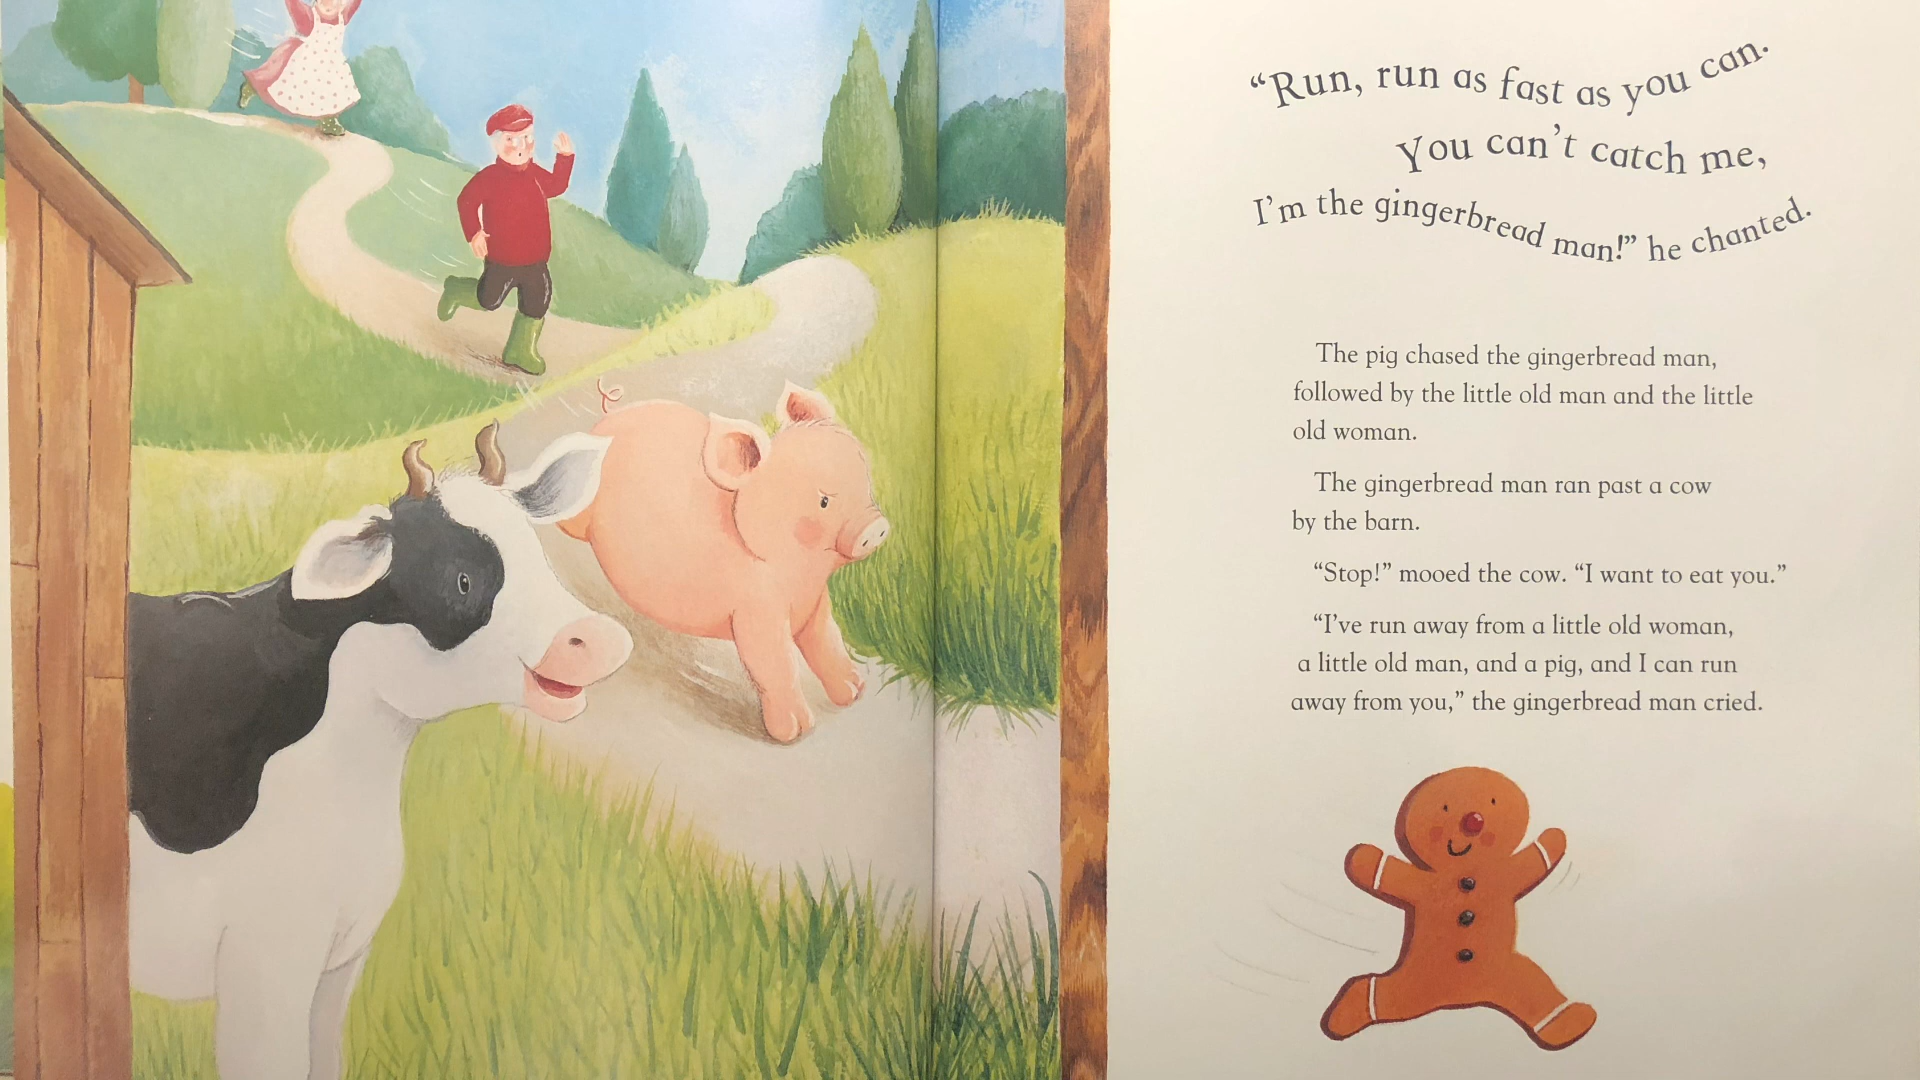 “Run, run as fast as you can.
You can’t catch me,
I’m the gingerbread man!” he chanted.
The pig chased the gingerbread man,
followed by the little old man and the little
old woman.
The gingerbread man ran past a cow
by the barn.
“Stop!” mooed the cow. “I want to eat you.”
“I’ve run away from a little old woman,
a little old man, and a pig, and I can run
away from you,” the gingerbread man cried.